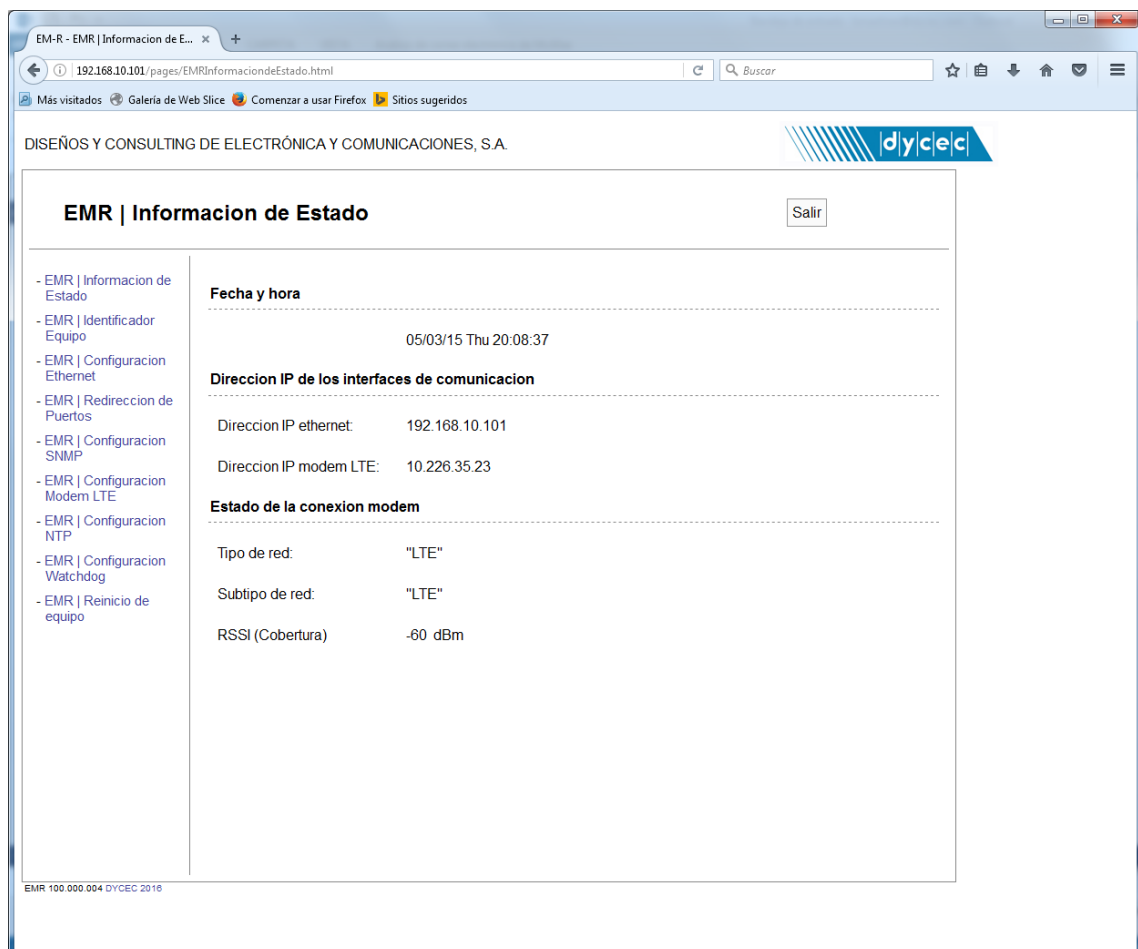 EM-R - EMR | Informacion de E...
192.168.10.101/pages/EMRInformaciondeEstado.html
Buscar
Más visitados Galería de Web Slice Comenzar a usar Firefox Sitios sugeridos
DISEÑOS Y CONSULTING DE ELECTRÓNICA Y COMUNICACIONES, S.A.
|d|y|c|e|c|
EMR | Informacion de Estado
Salir
- EMR | Informacion de
Estado
- EMR | Identificador
Equipo
- EMR | Configuracion
Ethernet
- EMR | Redireccion de
Puertos
- EMR | Configuracion
SNMP
- EMR | Configuracion
Modem LTE
- EMR | Configuracion
NTP
- EMR | Configuracion
Watchdog
- EMR | Reinicio de
equipo
Fecha y hora
05/03/15 Thu 20:08:37
Direccion IP de los interfaces de comunicacion
Direccion IP ethernet: 192.168.10.101
Direccion IP modem LTE: 10.226.35.23
Estado de la conexion modem
Tipo de red: "LTE"
Subtipo de red: "LTE"
RSSI (Cobertura) -60 dBm
EMR 100.000.004 DYCEC 2016